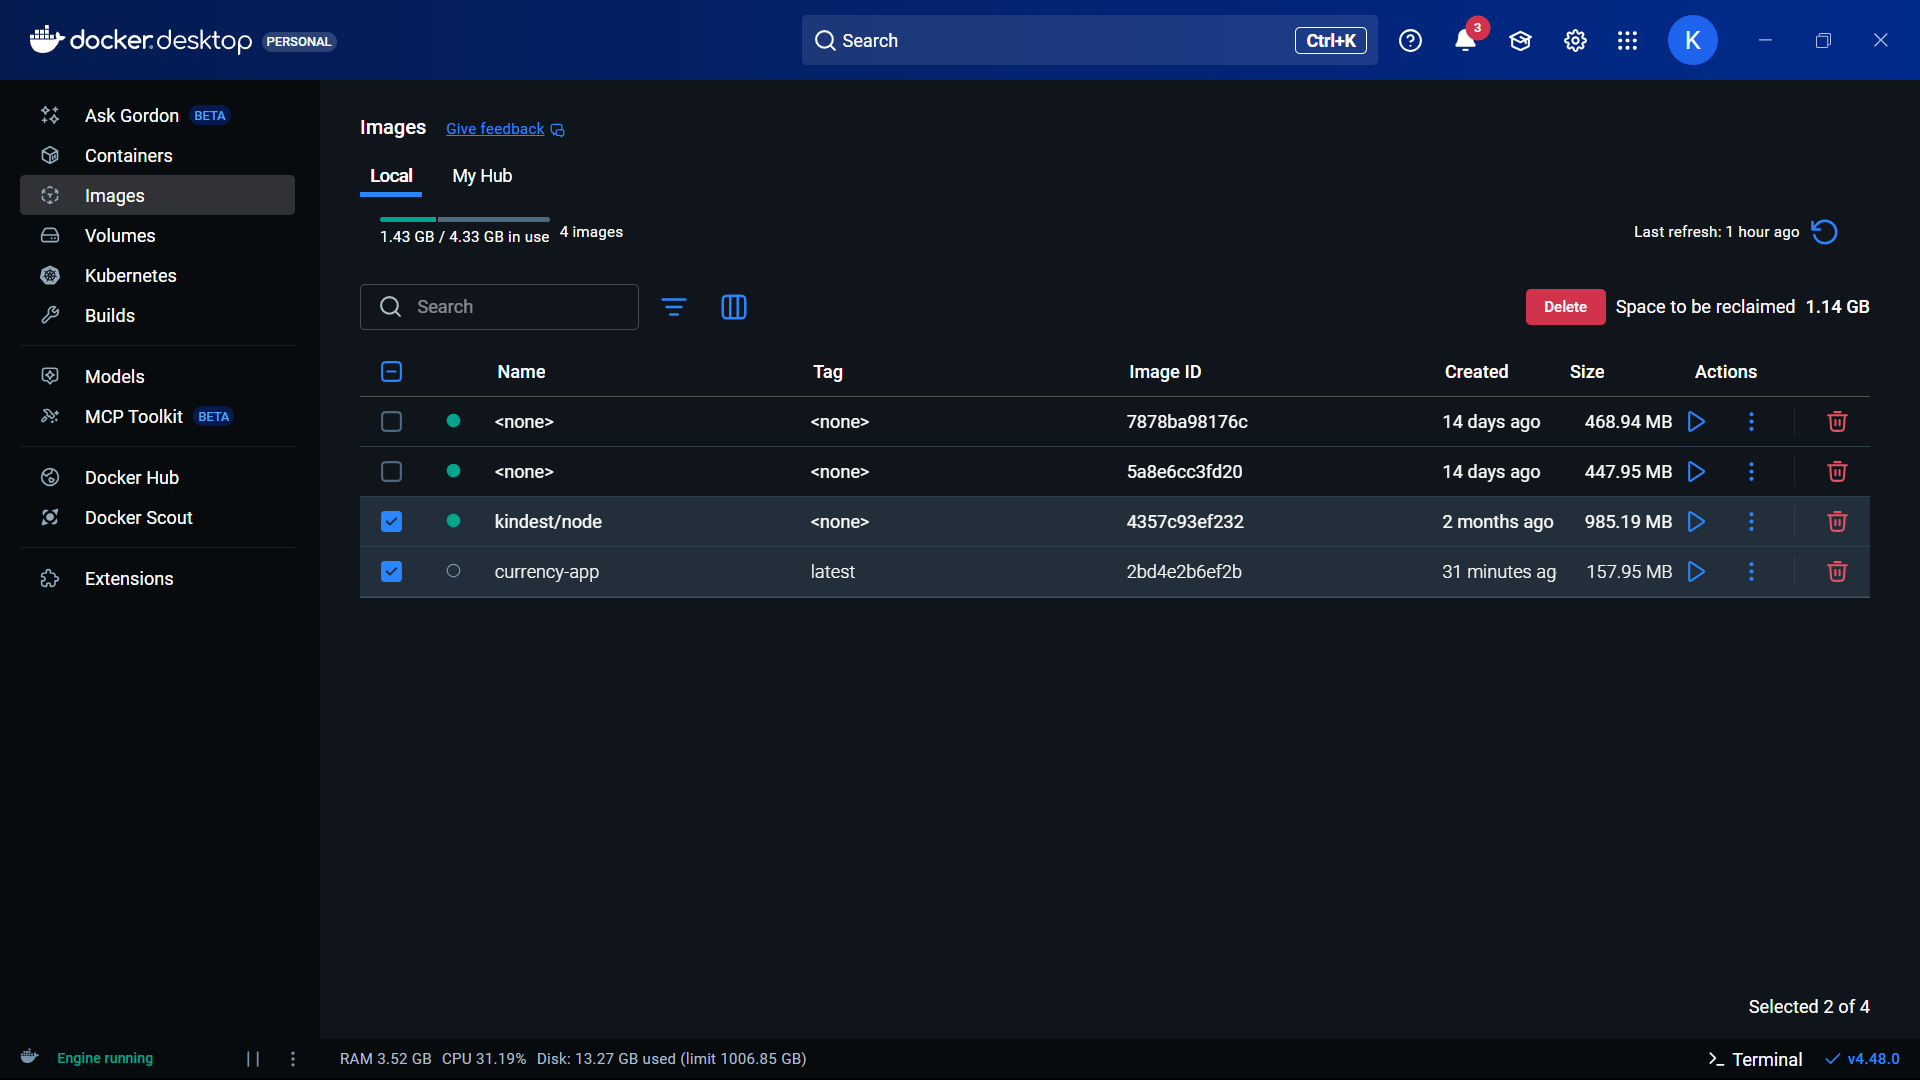 docker.desktop PERSONAL
Search Ctrl+K
3
K
Ask Gordon BETA
Containers
Images
Volumes
Kubernetes
Builds
Models
MCP Toolkit BETA
Docker Hub
Docker Scout
Extensions
Images Give feedback
Local My Hub
1.43 GB / 4.33 GB in use 4 images
Last refresh: 1 hour ago
Search
Delete Space to be reclaimed 1.14 GB
Name Tag Image ID Created Size Actions
<none> <none> 7878ba98176c 14 days ago 468.94 MB
<none> <none> 5a8e6cc3fd20 14 days ago 447.95 MB
kindest/node <none> 4357c93ef232 2 months ago 985.19 MB
currency-app latest 2bd4e2b6ef2b 31 minutes ag 157.95 MB
Selected 2 of 4
Engine running
RAM 3.52 GB CPU 31.19% Disk: 13.27 GB used (limit 1006.85 GB)
>_ Terminal v4.48.0